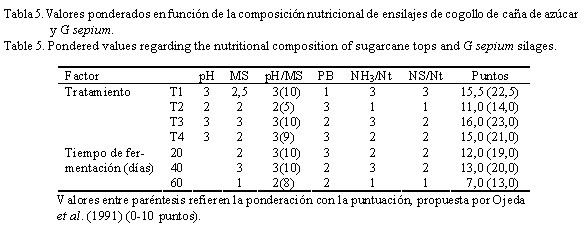 Tabla 5. Valores ponderados en función de la composición nutricional de ensilajes de cogollo de caña de azúcar
y G sepium.
Table 5. Pondered values regarding the nutritional composition of sugarcane tops and G sepium silages.
Factor pH MS pH/MS PB NH3/Nt NS/Nt Puntos
Tratamiento T1 3 2,5 3(10) 1 3 3 15,5 (22,5)
T2 2 2 2(5) 3 1 1 11,0 (14,0)
T3 3 3 3(10) 2 3 2 16,0 (23,0)
T4 3 2 3(9) 3 2 2 15,0 (21,0)
Tiempo de fer- 20 2 3(10) 3 2 2 12,0 (19,0)
mentación (días) 40 3 3(10) 2 3 2 13,0 (20,0)
60 1 2(8) 2 1 1 7,0 (13,0)
Valores entre paréntesis refieren la ponderación con la puntuación, propuesta por Ojeda
et al. (1991) (0-10 puntos).